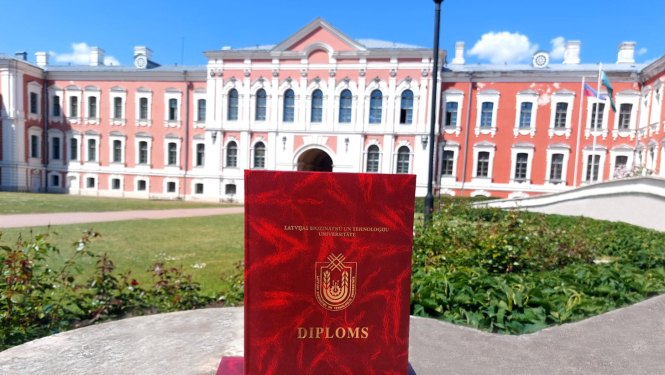 LATVIJAS BIOZINĀTŅU UN TEHNOLOĢIJU
UNIVERSITĀTE
DIPLOMS